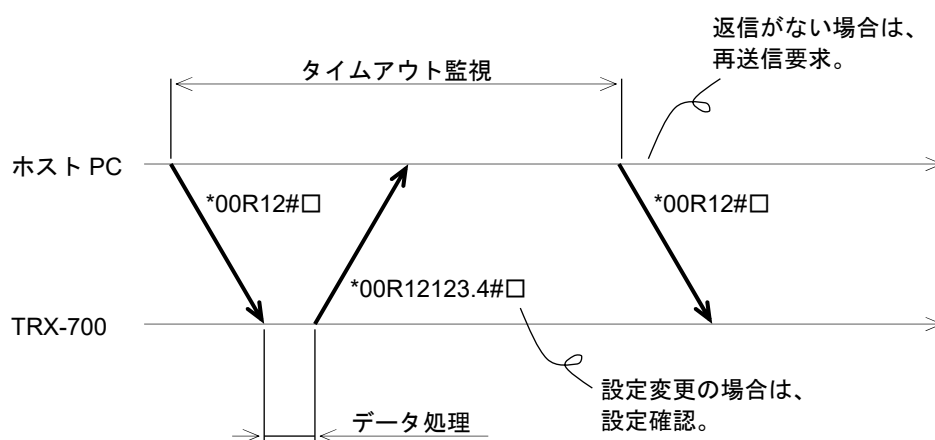 返信がない場合は、
再送信要求。
タイムアウト監視
ホスト PC
*00R12#□
*00R12#□
*00R12123.4#□
TRX-700
設定変更の場合は、
設定確認。
データ処理